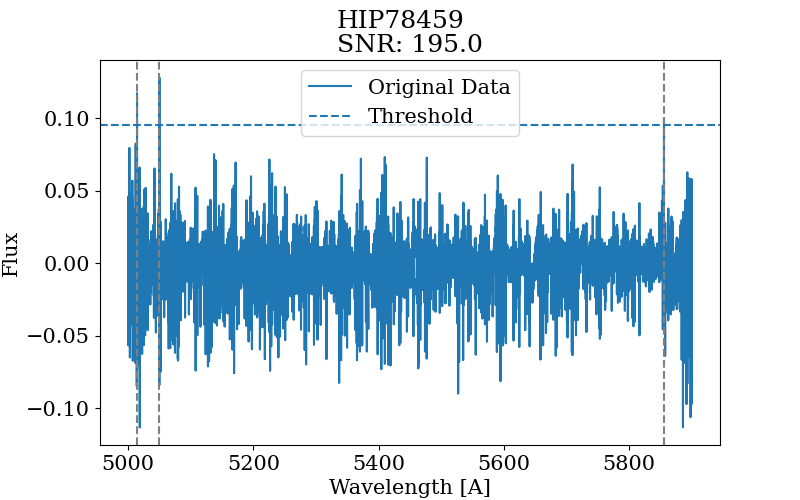 HIP78459
SNR: 195.0
Original Data
Threshold
Flux
0.10
0.05
0.00
−0.05
−0.10
5000 5200 5400 5600 5800
Wavelength [A]